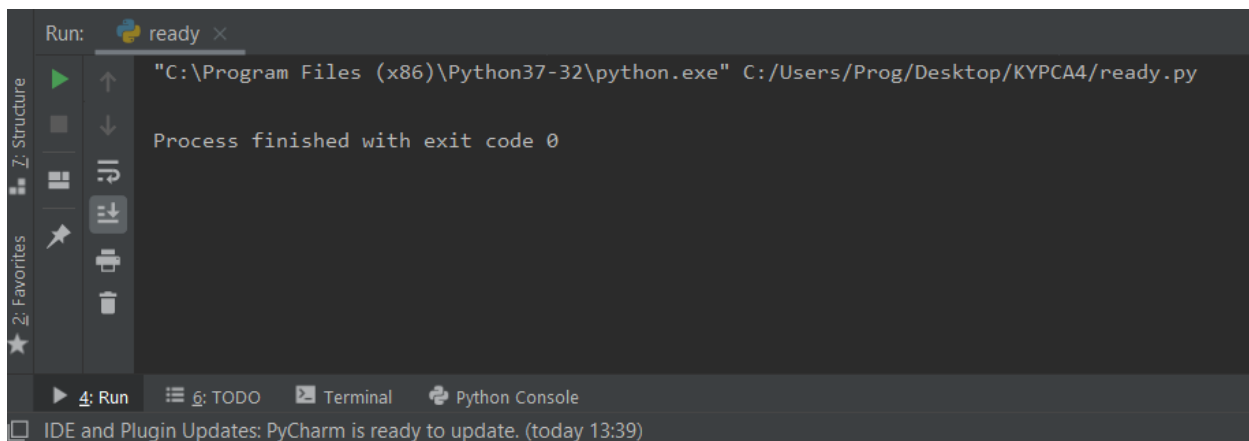 Run: ready
"C:\Program Files (x86)\Python37-32\python.exe" C:/Users/Prog/Desktop/KYPCA4/ready.py
Process finished with exit code 0
7: Structure
2: Favorites
4: Run 6: TODO Terminal Python Console
IDE and Plugin Updates: PyCharm is ready to update. (today 13:39)